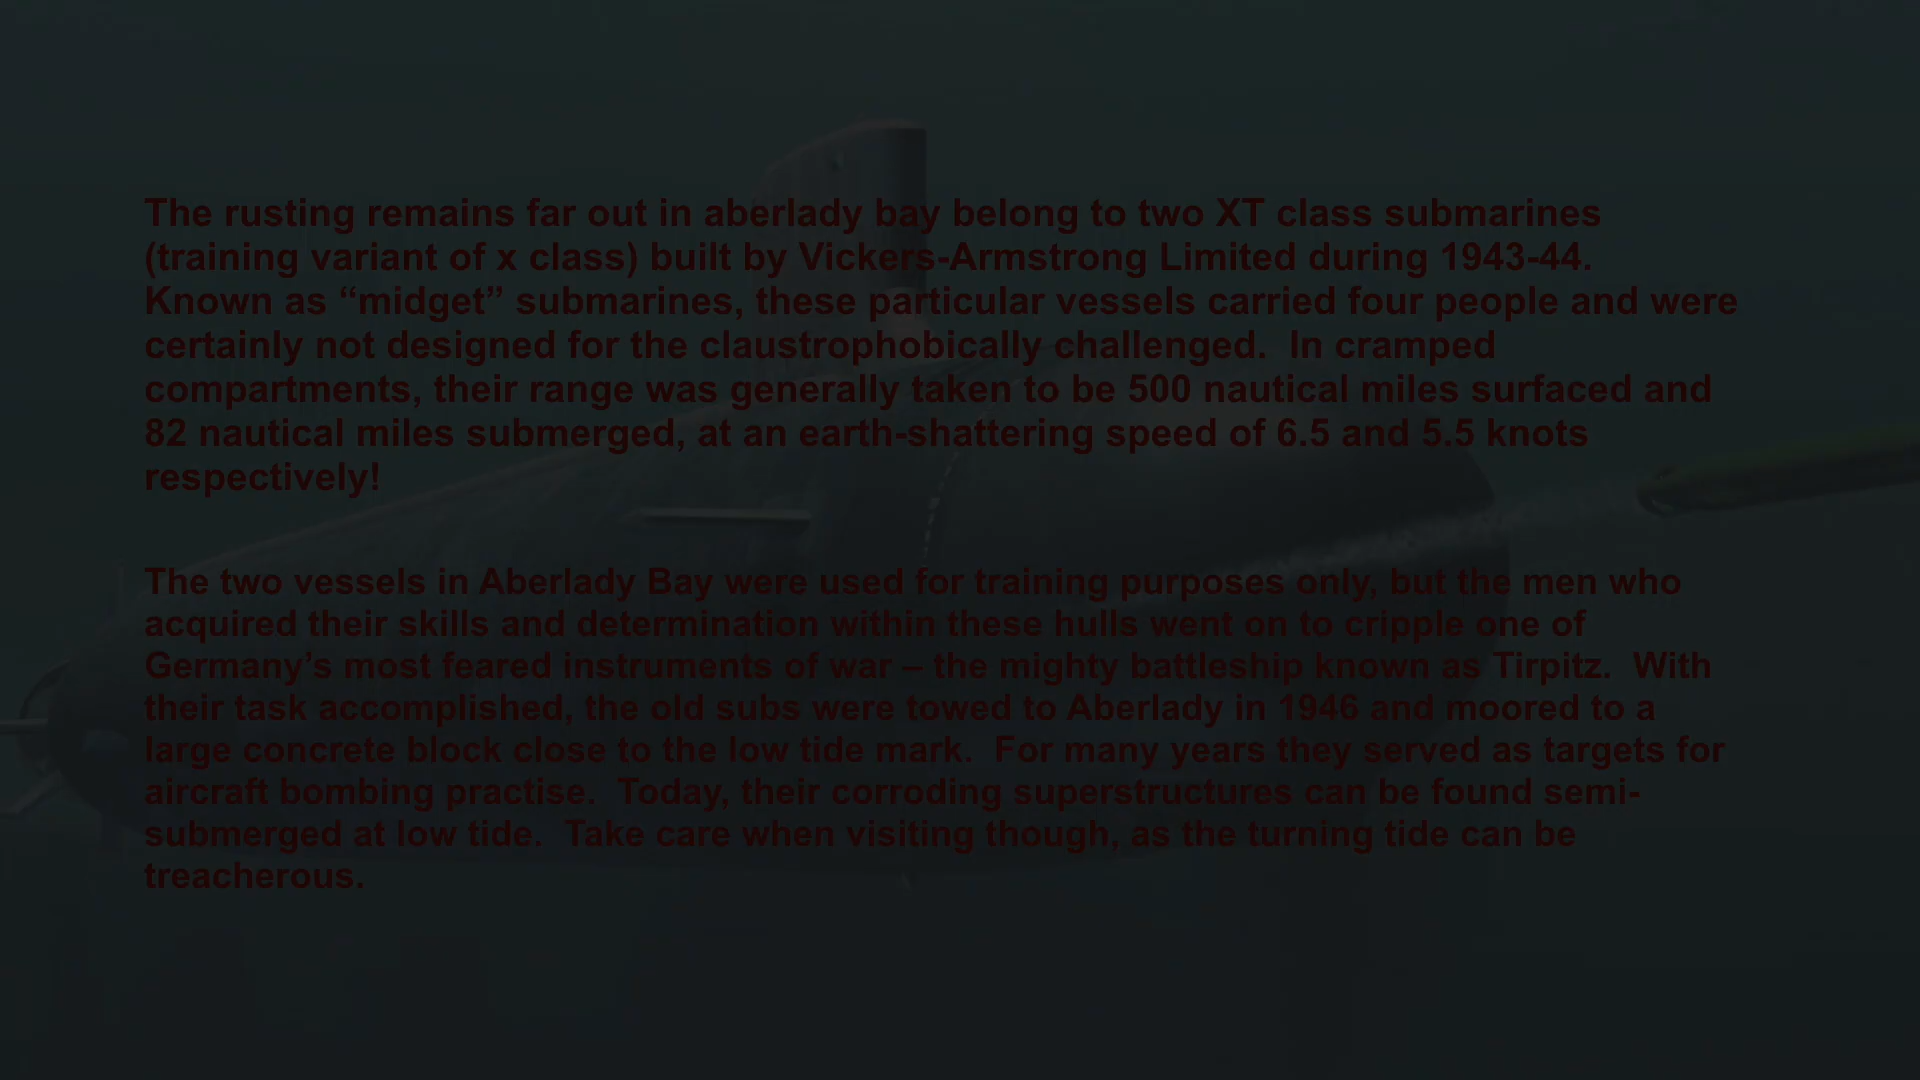 The rusting remains far out in aberlady bay belong to two XT class submarines
(training variant of x class) built by Vickers-Armstrong Limited during 1943-44.
Known as “midget” submarines, these particular vessels carried four people and were
certainly not designed for the claustrophobically challenged.  In cramped
compartments, their range was generally taken to be 500 nautical miles surfaced and
82 nautical miles submerged, at an earth-shattering speed of 6.5 and 5.5 knots
respectively!
The two vessels in Aberlady Bay were used for training purposes only, but the men who
acquired their skills and determination within these hulls went on to cripple one of
Germany’s most feared instruments of war – the mighty battleship known as Tirpitz.  With
their task accomplished, the old subs were towed to Aberlady in 1946 and moored to a
large concrete block close to the low tide mark.  For many years they served as targets for
aircraft bombing practise.  Today, their corroding superstructures can be found semi-
submerged at low tide.  Take care when visiting though, as the turning tide can be
treacherous.